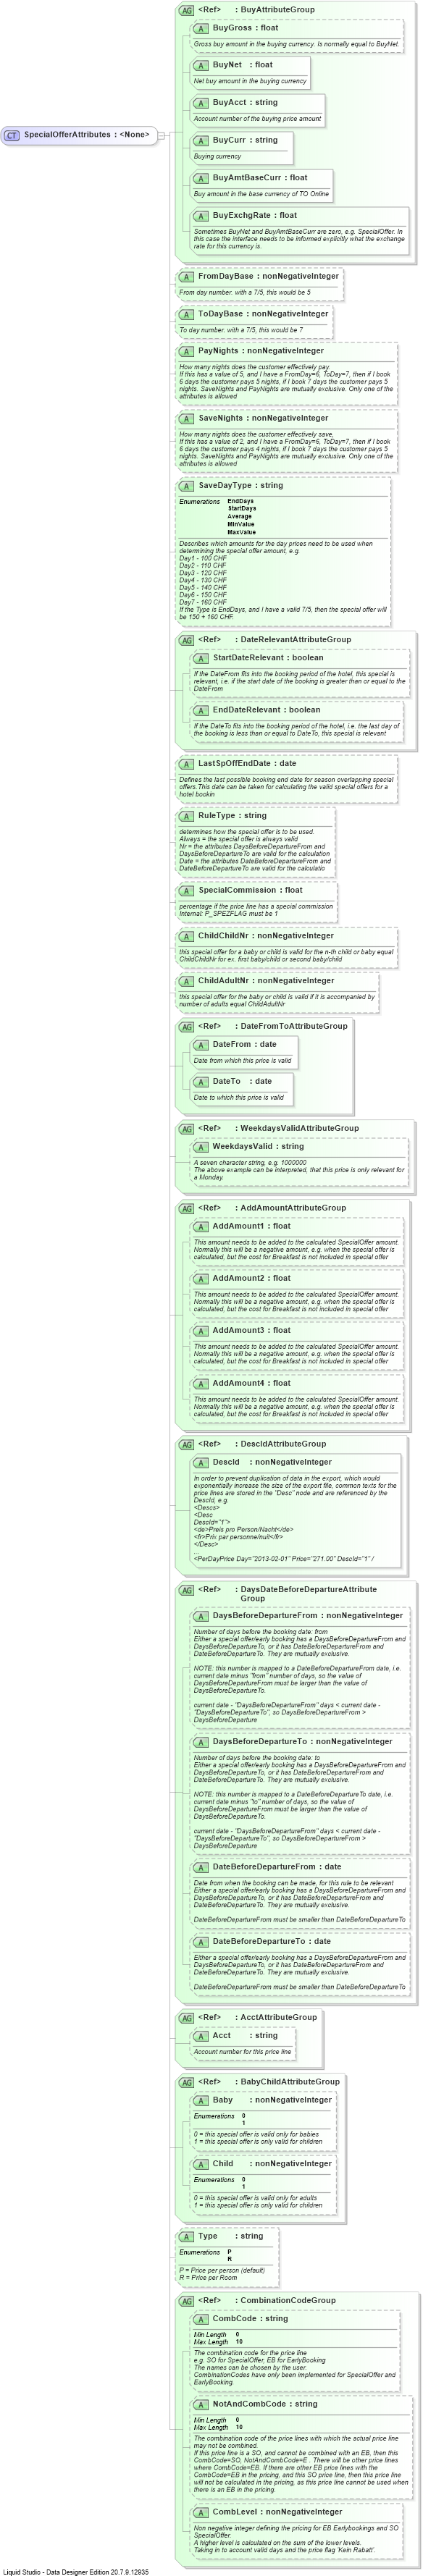 SpecialOfferAttributes : <None>
<Ref> : BuyAttributeGroup
BuyGross : float
Gross buy amount in the buying currency. Is normally equal to BuyNet.
BuyNet : float
Net buy amount in the buying currency
BuyAcct : string
Account number of the buying price amount
BuyCurr : string
Buying currency
BuyAmtBaseCurr : float
Buy amount in the base currency of TO Online
BuyExchgRate : float
Sometimes BuyNet and BuyAmtBaseCurr are zero, e.g. SpecialOffer. In
this case the interface needs to be informed explicitly what the exchange
rate for this currency is.
FromDayBase : nonNegativeInteger
From day number. with a 7/5, this would be 5
ToDayBase : nonNegativeInteger
To day number. with a 7/5, this would be 7
PayNights : nonNegativeInteger
How many nights does the customer effectively pay.
If this has a value of 5, and I have a FromDay=6, ToDay=7, then if I book
6 days the customer pays 5 nights, if I book 7 days the customer pays 5
nights. SaveNights and PayNights are mutually exclusive. Only one of the
attributes is allowed
SaveNights : nonNegativeInteger
How many nights does the customer effectively save.
If this has a value of 2, and I have a FromDay=6, ToDay=7, then if I book
6 days the customer pays 4 nights, if I book 7 days the customer pays 5
nights. SaveNights and PayNights are mutually exclusive. Only one of the
attributes is allowed
SaveDayType : string
Enumerations EndDays
StartDays
Average
MinValue
MaxValue
Describes which amounts for the day prices need to be used when
determining the special offer amount, e.g.
Day1 - 100 CHF
Day2 - 110 CHF
Day3 - 120 CHF
Day4 - 130 CHF
Day5 - 140 CHF
Day6 - 150 CHF
Day7 - 160 CHF
If the Type is EndDays, and I have a valid 7/5, then the special offer will
be 150 + 160 CHF.
<Ref> : DateRelevantAttributeGroup
StartDateRelevant : boolean
If the DateFrom fits into the booking period of the hotel, this special is
relevant, i.e. if the start date of the booking is greater than or equal to the
DateFrom
EndDateRelevant : boolean
If the DateTo fits into the booking period of the hotel, i.e. the last day of
the booking is less than or equal to DateTo, this special is relevant
LastSpOffEndDate : date
Defines the last possible booking end date for season overlapping special
offers.This date can be taken for calculating the valid special offers for a
hotel bookin
RuleType : string
determines how the special offer is to be used.
Always = the special offer is always valid
Nr = the attributes DaysBeforeDepartureFrom and
DaysBeforeDepartureTo are valid for the calculation
Date = the attributes DateBeforeDepartureFrom and
DateBeforeDepartureTo are valid for the calculatio
SpecialCommission : float
percentage if the price line has a special commission
Internal: P_SPEZFLAG must be 1
ChildChildNr : nonNegativeInteger
this special offer for a baby or child is valid for the n-th child or baby equal
ChildChildNr for ex. first baby/child or second baby/child
ChildAdultNr : nonNegativeInteger
this special offer for the baby or child is valid if it is accompanied by
number of adults equal ChildAdultNr
<Ref> : DateFromToAttributeGroup
DateFrom : date
Date from which this price is valid
DateTo : date
Date to which this price is valid
<Ref> : WeekdaysValidAttributeGroup
WeekdaysValid : string
A seven character string, e.g. 1000000
The above example can be interpreted, that this price is only relevant for
a Monday.
<Ref> : AddAmountAttributeGroup
AddAmount1 : float
This amount needs to be added to the calculated SpecialOffer amount.
Normally this will be a negative amount, e.g. when the special offer is
calculated, but the cost for Breakfast is not included in special offer
AddAmount2 : float
This amount needs to be added to the calculated SpecialOffer amount.
Normally this will be a negative amount, e.g. when the special offer is
calculated, but the cost for Breakfast is not included in special offer
AddAmount3 : float
This amount needs to be added to the calculated SpecialOffer amount.
Normally this will be a negative amount, e.g. when the special offer is
calculated, but the cost for Breakfast is not included in special offer
AddAmount4 : float
This amount needs to be added to the calculated SpecialOffer amount.
Normally this will be a negative amount, e.g. when the special offer is
calculated, but the cost for Breakfast is not included in special offer
<Ref> : DescIdAttributeGroup
DescId : nonNegativeInteger
In order to prevent duplication of data in the export, which would
exponentially increase the size of the export file, common texts for the
price lines are stored in the "Desc" node and are referenced by the
DescId, e.g.
<Descs>
<Desc
DescId="1">
<de>Preis pro Person/Nacht</de>
<fr>Prix par personne/nuit</fr>
</Desc>
...
<PerDayPrice Day="2013-02-01" Price="271.00" DescId="1" /
<Ref> : DaysDateBeforeDepartureAttribute
Group
DaysBeforeDepartureFrom : nonNegativeInteger
Number of days before the booking date: from
Either a special offer/early booking has a DaysBeforeDepartureFrom and
DaysBeforeDepartureTo, or it has DateBeforeDepartureFrom and
DateBeforeDepartureTo. They are mutually exclusive.
NOTE: this number is mapped to a DateBeforeDepartureFrom date, i.e.
current date minus "from" number of days, so the value of
DaysBeforeDepartureFrom must be larger than the value of
DaysBeforeDepartureTo.
current date - "DaysBeforeDepartureFrom" days < current date -
"DaysBeforeDepartureTo", so DaysBeforeDepartureFrom >
DaysBeforeDeparture
DaysBeforeDepartureTo : nonNegativeInteger
Number of days before the booking date: to
Either a special offer/early booking has a DaysBeforeDepartureFrom and
DaysBeforeDepartureTo, or it has DateBeforeDepartureFrom and
DateBeforeDepartureTo. They are mutually exclusive.
NOTE: this number is mapped to a DateBeforeDepartureTo date, i.e.
current date minus "to" number of days, so the value of
DaysBeforeDepartureFrom must be larger than the value of
DaysBeforeDepartureTo.
current date - "DaysBeforeDepartureFrom" days < current date -
"DaysBeforeDepartureTo", so DaysBeforeDepartureFrom >
DaysBeforeDeparture
DateBeforeDepartureFrom : date
Date from when the booking can be made, for this rule to be relevant
Either a special offer/early booking has a DaysBeforeDepartureFrom and
DaysBeforeDepartureTo, or it has DateBeforeDepartureFrom and
DateBeforeDepartureTo. They are mutually exclusive.
DateBeforeDepartureFrom must be smaller than DateBeforeDepartureTo
DateBeforeDepartureTo : date
Either a special offer/early booking has a DaysBeforeDepartureFrom and
DaysBeforeDepartureTo, or it has DateBeforeDepartureFrom and
DateBeforeDepartureTo. They are mutually exclusive.
DateBeforeDepartureFrom must be smaller than DateBeforeDepartureTo
<Ref> : AcctAttributeGroup
Acct : string
Account number for this price line
<Ref> : BabyChildAttributeGroup
Baby : nonNegativeInteger
Enumerations 0
1
0 = this special offer is valid only for babies
1 = this special offer is only valid for children
Child : nonNegativeInteger
Enumerations 0
1
0 = this special offer is valid only for adults
1 = this special offer is only valid for children
Type : string
Enumerations P
R
P = Price per person (default)
R = Price per Room
<Ref> : CombinationCodeGroup
CombCode : string
Min Length 0
Max Length 10
The combination code for the price line
e.g. SO for SpecialOffer, EB for EarlyBooking
The names can be chosen by the user.
CombinationCodes have only been implemented for SpecialOffer and
EarlyBooking.
NotAndCombCode : string
Min Length 0
Max Length 10
The combination code of the price lines with which the actual price line
may not be combined.
If this price line is a SO, and cannot be combined with an EB, then this
CombCode=SO, NotAndCombCode=E . There will be other price lines
where CombCode=EB. If there are other EB price lines with the
CombCode=EB in the pricing, and this SO price line, then this price line
will not be calculated in the pricing, as this price line cannot be used when
there is an EB in the pricing.
CombLevel : nonNegativeInteger
Non negative integer defining the pricing for EB Earlybookings and SO
SpecialOffer.
A higher level is calculated on the sum of the lower levels.
Taking in to account valid days and the price flag 'Kein Rabatt'.
Liquid Studio - Data Designer Edition 20.7.9.12935